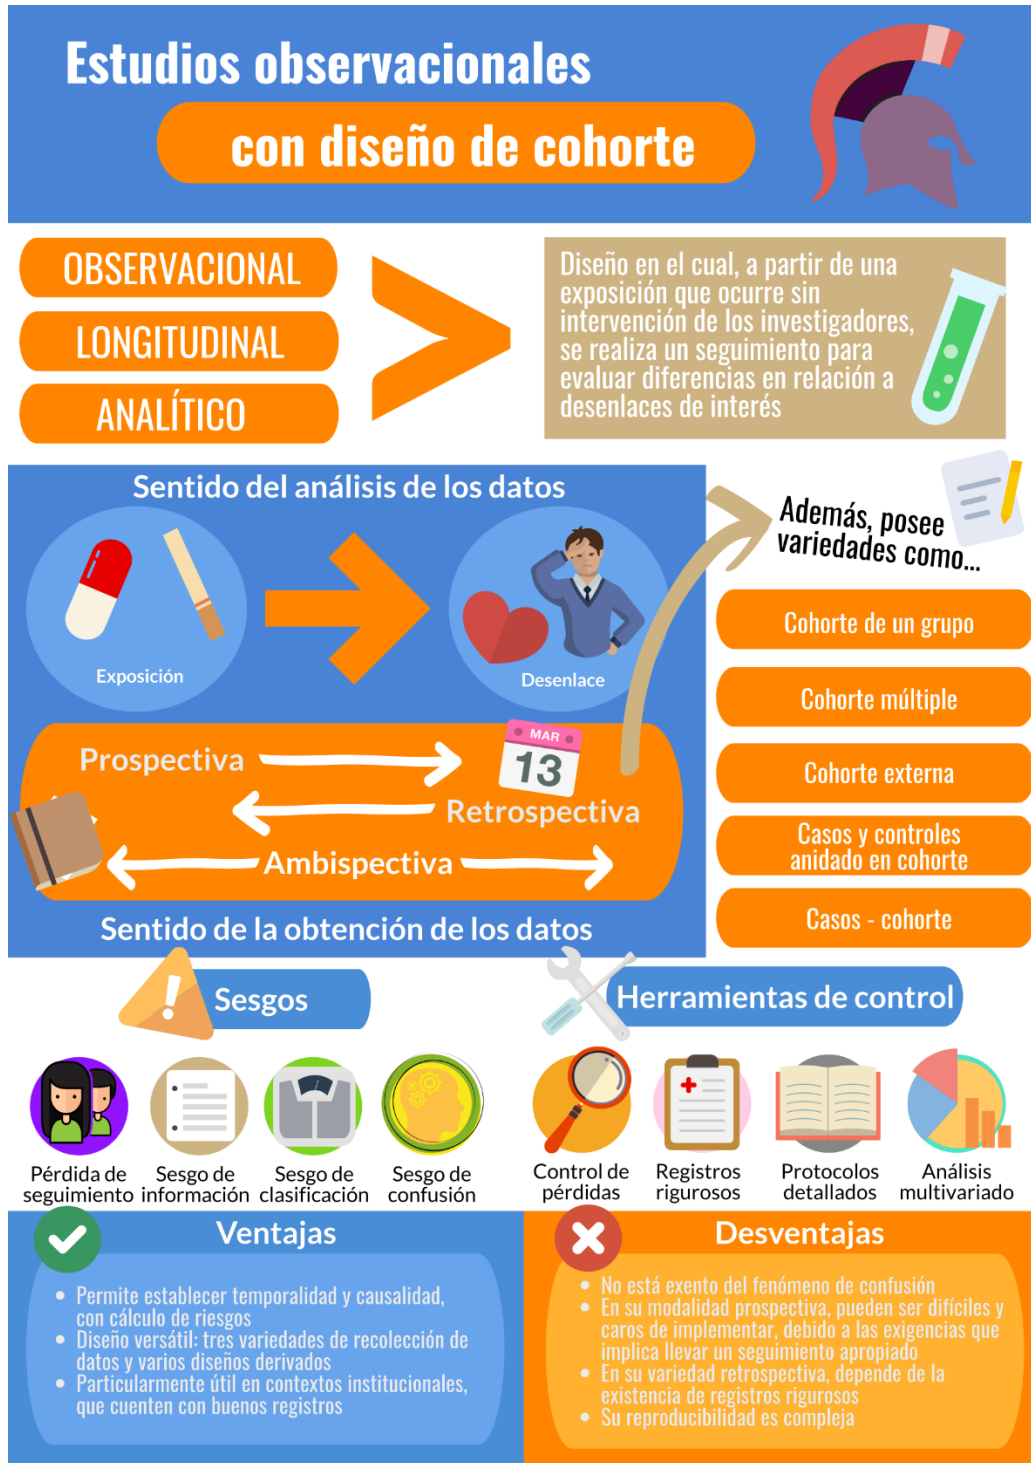 Estudios observacionales
con diseño de cohorte
OBSERVACIONAL
LONGITUDINAL
ANALÍTICO
Diseño en el cual, a partir de una
exposición que ocurre sin
intervención de los investigadores,
se realiza un seguimiento para
evaluar diferencias en relación a
desenlaces de interés
Sentido del análisis de los datos
Exposición
Desenlace
Prospectiva
MAR
13
Retrospectiva
Ambispectiva
Sentido de la obtención de los datos
Además, posee
variedades como...
Cohorte de un grupo
Cohorte múltiple
Cohorte externa
Casos y controles
anidado en cohorte
Casos - cohorte
Sesgos
Pérdida de
seguimiento
Sesgo de
información
Sesgo de
clasificación
Sesgo de
confusión
Herramientas de control
Control de
pérdidas
Registros
rigurosos
Protocolos
detallados
Análisis
multivariado
Ventajas
• Permite establecer temporalidad y causalidad,
con cálculo de riesgos
• Diseño versátil: tres variedades de recolección de
datos y varios diseños derivados
• Particularmente útil en contextos institucionales,
que cuenten con buenos registros
Desventajas
• No está exento del fenómeno de confusión
• En su modalidad prospectiva, pueden ser difíciles y
caros de implementar, debido a las exigencias que
implica llevar un seguimiento apropiado
• En su variedad retrospectiva, depende de la
existencia de registros rigurosos
• Su reproducibilidad es compleja